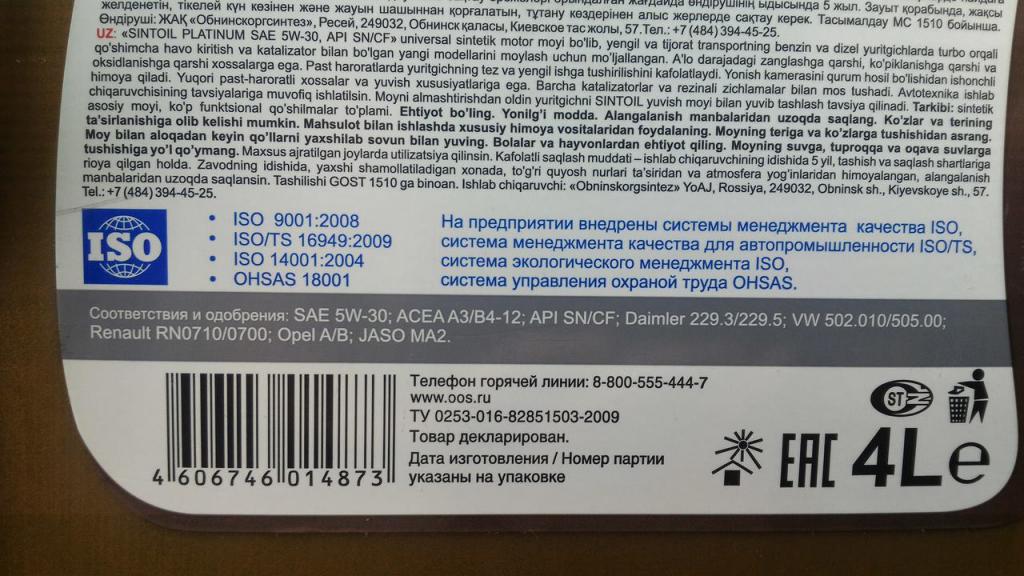 желденетін, тікелей күн көзінен және жауын шашыннан қорғалатын, тұтану көздерінен алыс жерлерде сақтау керек. Тасымалдау МС 1510 бойынша.
Өндіруші: ЖАҚ «Обнинскоргсинтез», Ресей, 249032, Обнинск қаласы, Киевское тас жолы, 57.Тел.: +7 (484) 394-45-25.
UZ: «SINTOIL PLATINUM SAE 5W-30, API SN/CF» universal sintetik motor moyi bo'lib, yengil va tijorat transportning benzin va dizel yuritgichlarda turbo orqali
qo'shimcha havo kiritish va katalizator bilan bo'lgan yangi modellarini moylash uchun mo'ljallangan. A'lo darajadagi zanglashga qarshi, ko'piklanishga qarshi va
oksidlanishga qarshi xossalarga ega. Past haroratlarda yuritgichning tez va yengil ishga tushirilishini kafolatlaydi. Yonish kamerasini qurum hosil bo'lishidan ishonchli
himoya qiladi. Yuqori past-haroratli xossalar va yuvish xususiyatlariga ega. Barcha katalizatorlar va rezinali zichlamalar bilan mos tushadi. Avtotexnika ishlab
chiqaruvchisining tavsiyalariga muvofiq ishlatilsin. Moyni almashtirishdan oldin yuritgichni SINTOIL yuvish moyi bilan yuvib tashlash tavsiya qilinadi. Tarkibi: sintetik
asosiy moyi, ko'p funktsional qo'shilmalar to'plami. Ehtiyot bo'ling. Yonilg'i modda. Alangalanish manbalaridan uzoqda saqlang. Ko'zlar va terining
ta'sirlanishiga olib kelishi mumkin. Mahsulot bilan ishlashda xususiy himoya vositalaridan foydalaning. Moyning teriga va ko'zlarga tushishidan asrang.
Moy bilan aloqadan keyin qo'llarni yaxshilab sovun bilan yuving. Bolalar va hayvonlardan ehtiyot qiling. Moyning suvga, tuproqqa va oqava suvlarga
tushishiga yo'l qo'ymang. Maxsus ajratilgan joylarda utilizatsiya qilinsin. Kafolatli saqlash muddati – ishlab chiqaruvchining idishida 5 yil, tashish va saqlash shartlariga
rioya qilgan holda. Zavodning idishida, yaxshi shamollatiladigan xonada, to'g'ri quyosh nurlari ta'siridan va atmosfera yog'inlaridan himoyalangan, alangalanish
manbalaridan uzoqda saqlansin. Tashilishi GOST 1510 ga binoan. Ishlab chiqaruvchi: «Obninskorgsintez» YoAJ, Rossiya, 249032, Obninsk sh., Kiyevskoye sh., 57.
Tel.: +7 (484) 394-45-25.
ISO
• ISO 9001:2008
• ISO/TS 16949:2009
• ISO 14001:2004
• OHSAS 18001
На предприятии внедрены системы менеджмента качества ISO,
система менеджмента качества для автопромышленности ISO/TS,
система экологического менеджмента ISO,
система управления охраной труда OHSAS.
Соответствия и одобрения: SAE 5W-30; ACEA A3/B4-12; API SN/CF; Daimler 229.3/229.5; VW 502.010/505.00;
Renault RN0710/0700; Opel A/B; JASO MA2.
4 606746 014873
Телефон горячей линии: 8-800-555-444-7
www.oos.ru
ТУ 0253-016-82851503-2009
Товар декларирован.
Дата изготовления / Номер партии
указаны на упаковке
ST
EAC 4L e